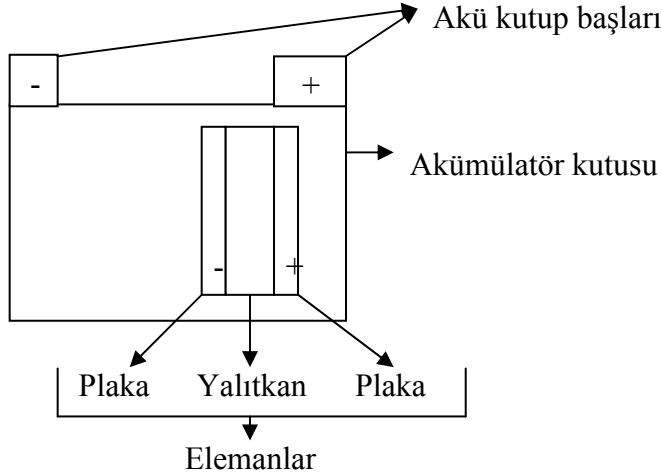 Akü kutup başları
- +
Akümülatör kutusu
- +
Plaka Yalıtkan Plaka
Elemanlar